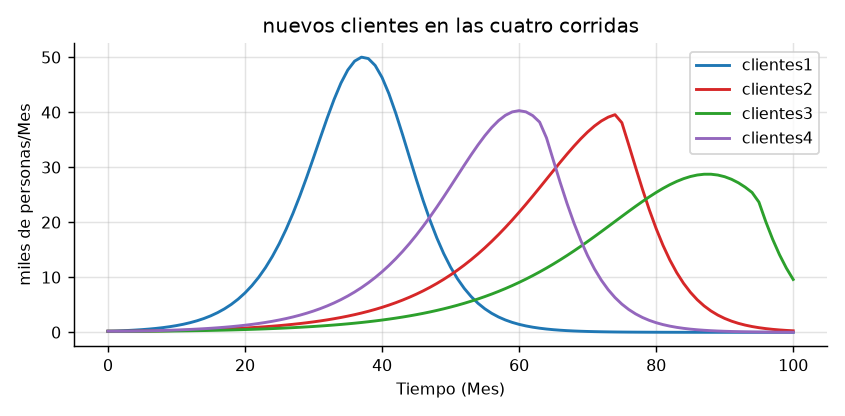 nuevos clientes en las cuatro corridas
50
40
30
20
10
0
miles de personas/Mes
clientes1
clientes2
clientes3
clientes4
0 20 40 60 80 100
Tiempo (Mes)